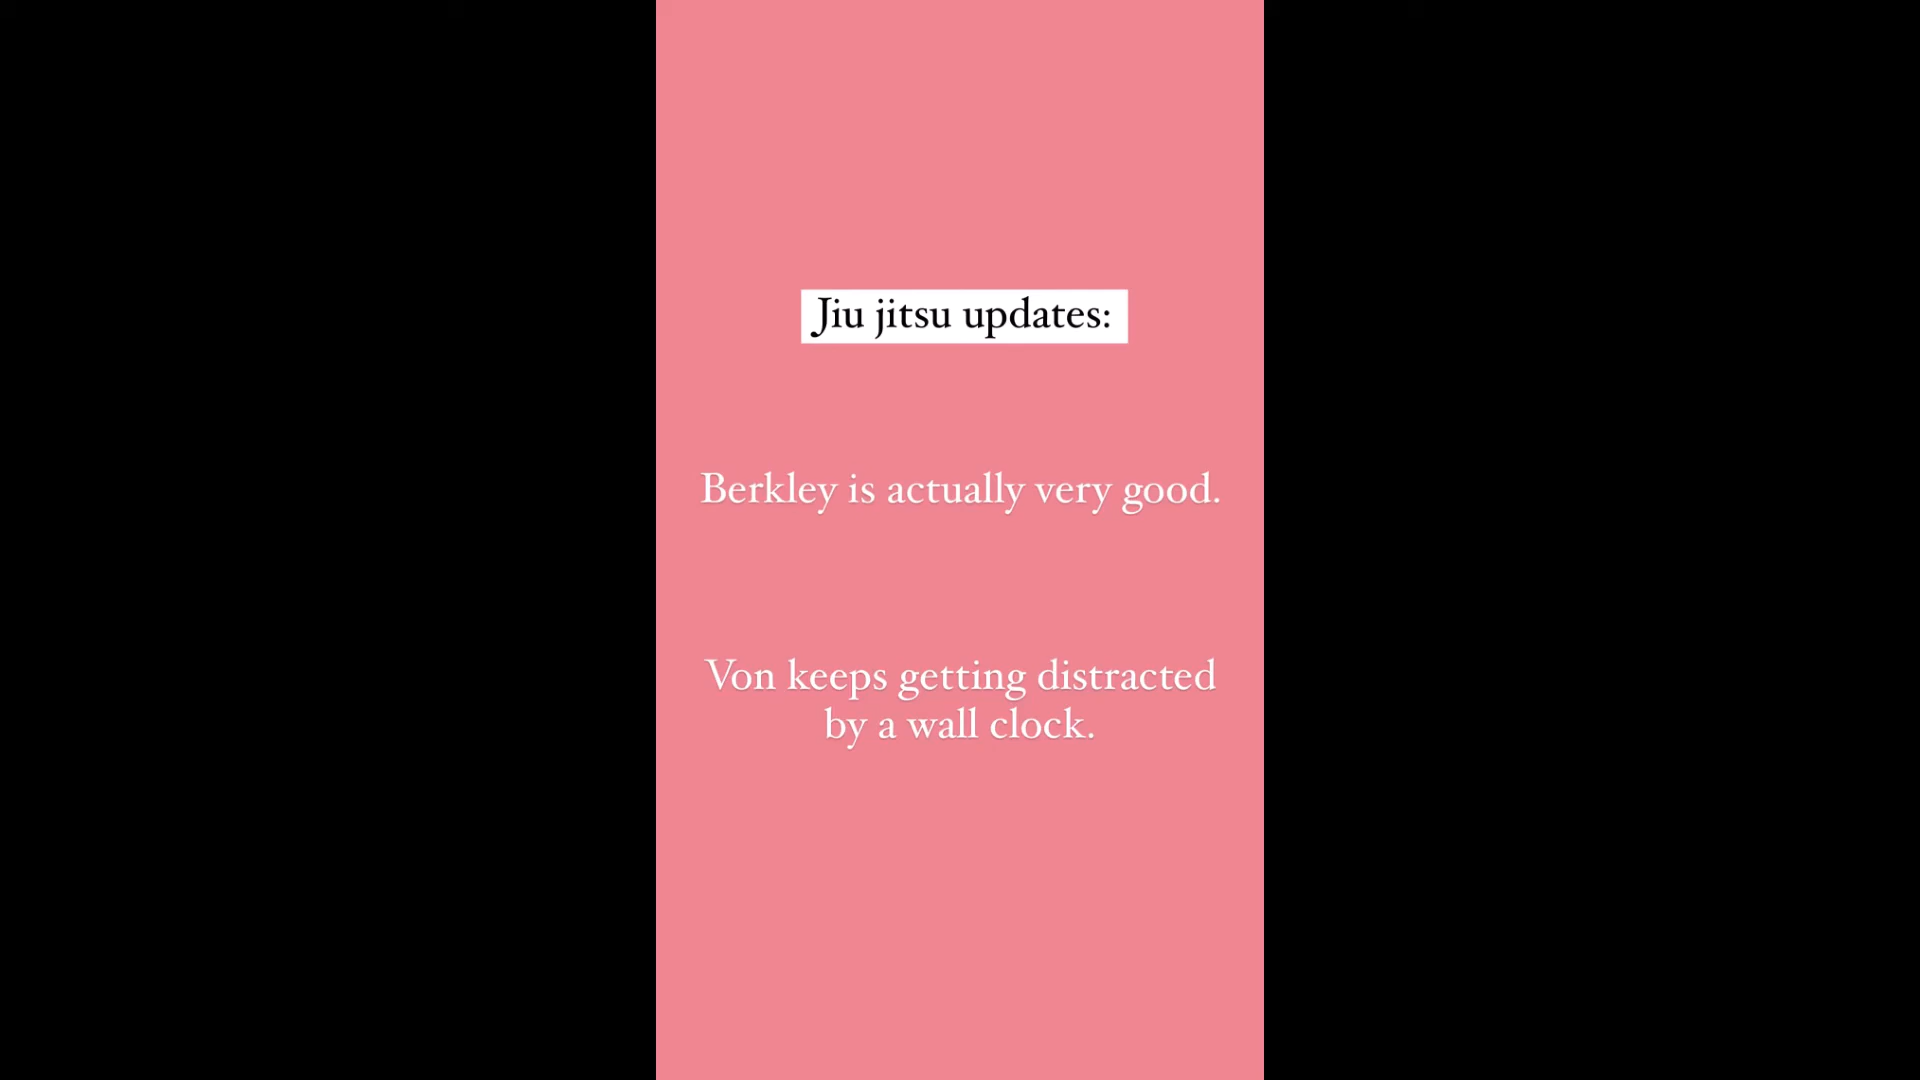 Jiu jitsu updates:
Berkley is actually very good.
Von keeps getting distracted
by a wall clock.